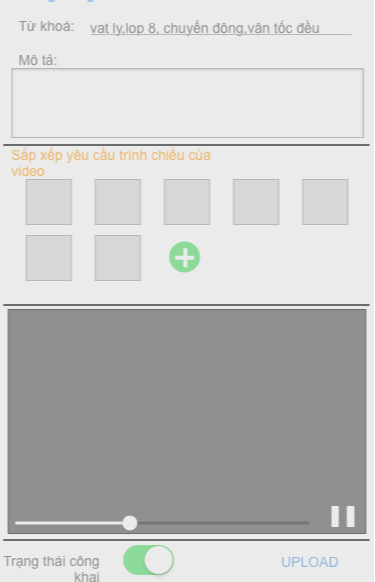 Từ khoá: vat ly,lop 8, chuyển đông,vân tốc đều
Mô tả:
Sắp xếp yêu cầu trình chiếu của
video
Trạng thái công
khai
UPLOAD